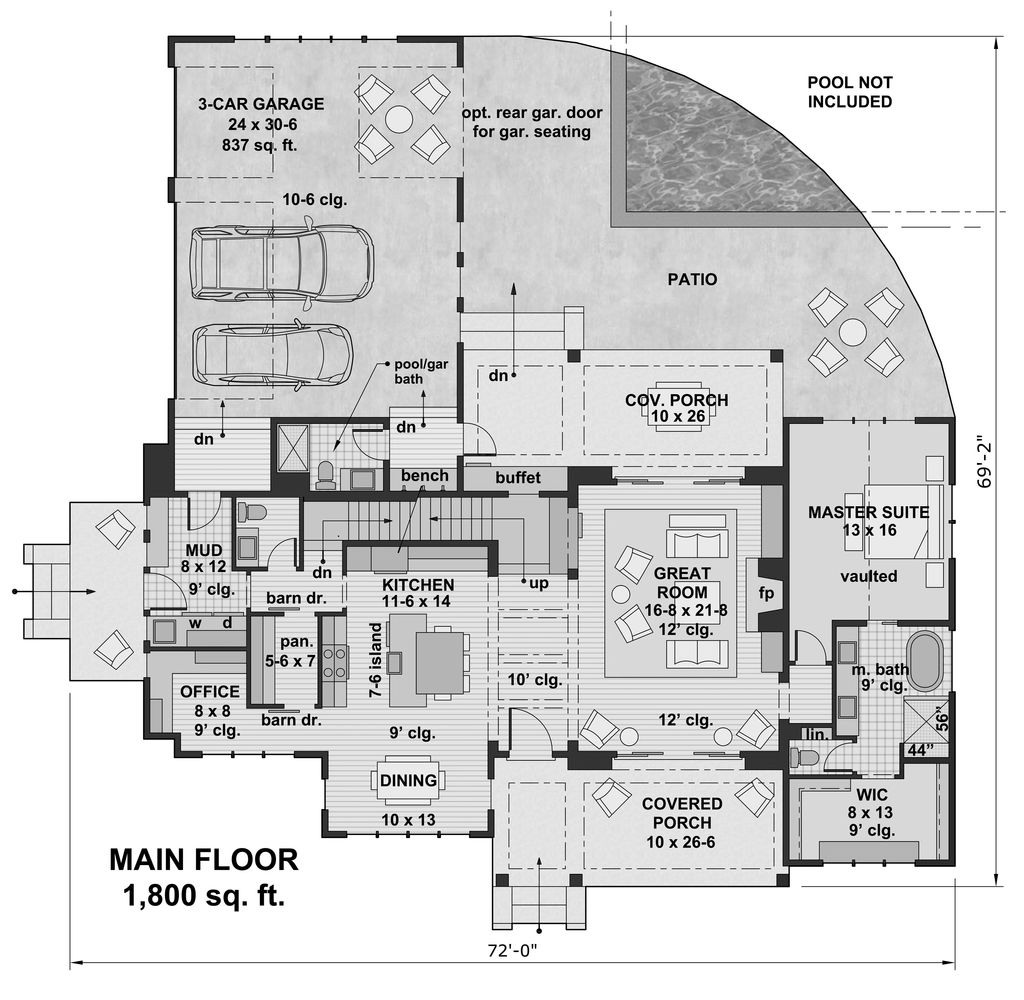 POOL NOT
INCLUDED
3-CAR GARAGE
24 x 30-6
837 sq. ft.
opt. rear gar. door
for gar. seating
10-6 clg.
PATIO
pool/gar
bath
dn
COV. PORCH
10 x 26
dn
dn
69'-2"
bench
buffet
MASTER SUITE
13 x 16
vaulted
MUD
8 x 12
9' clg.
dn
KITCHEN
11-6 x 14
up
GREAT
ROOM
16-8 x 21-8
12' clg.
fp
barn dr.
w d
pan.
5-6 x 7
7-6 island
10' clg.
m. bath
9' clg.
OFFICE
8 x 8
9' clg.
barn dr.
9' clg.
12' clg.
56"
44"
lin.
DINING
10 x 13
COVERED
PORCH
10 x 26-6
WIC
8 x 13
9' clg.
MAIN FLOOR
1,800 sq. ft.
72'-0"